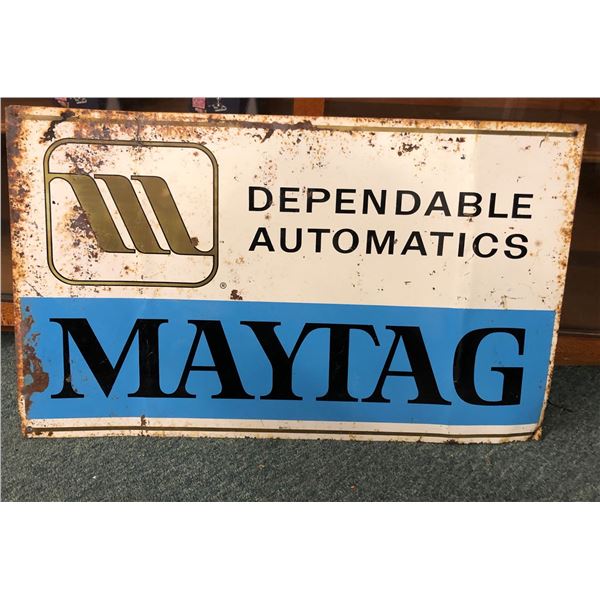 DEPENDABLE
AUTOMATICS
®
MAYTAG